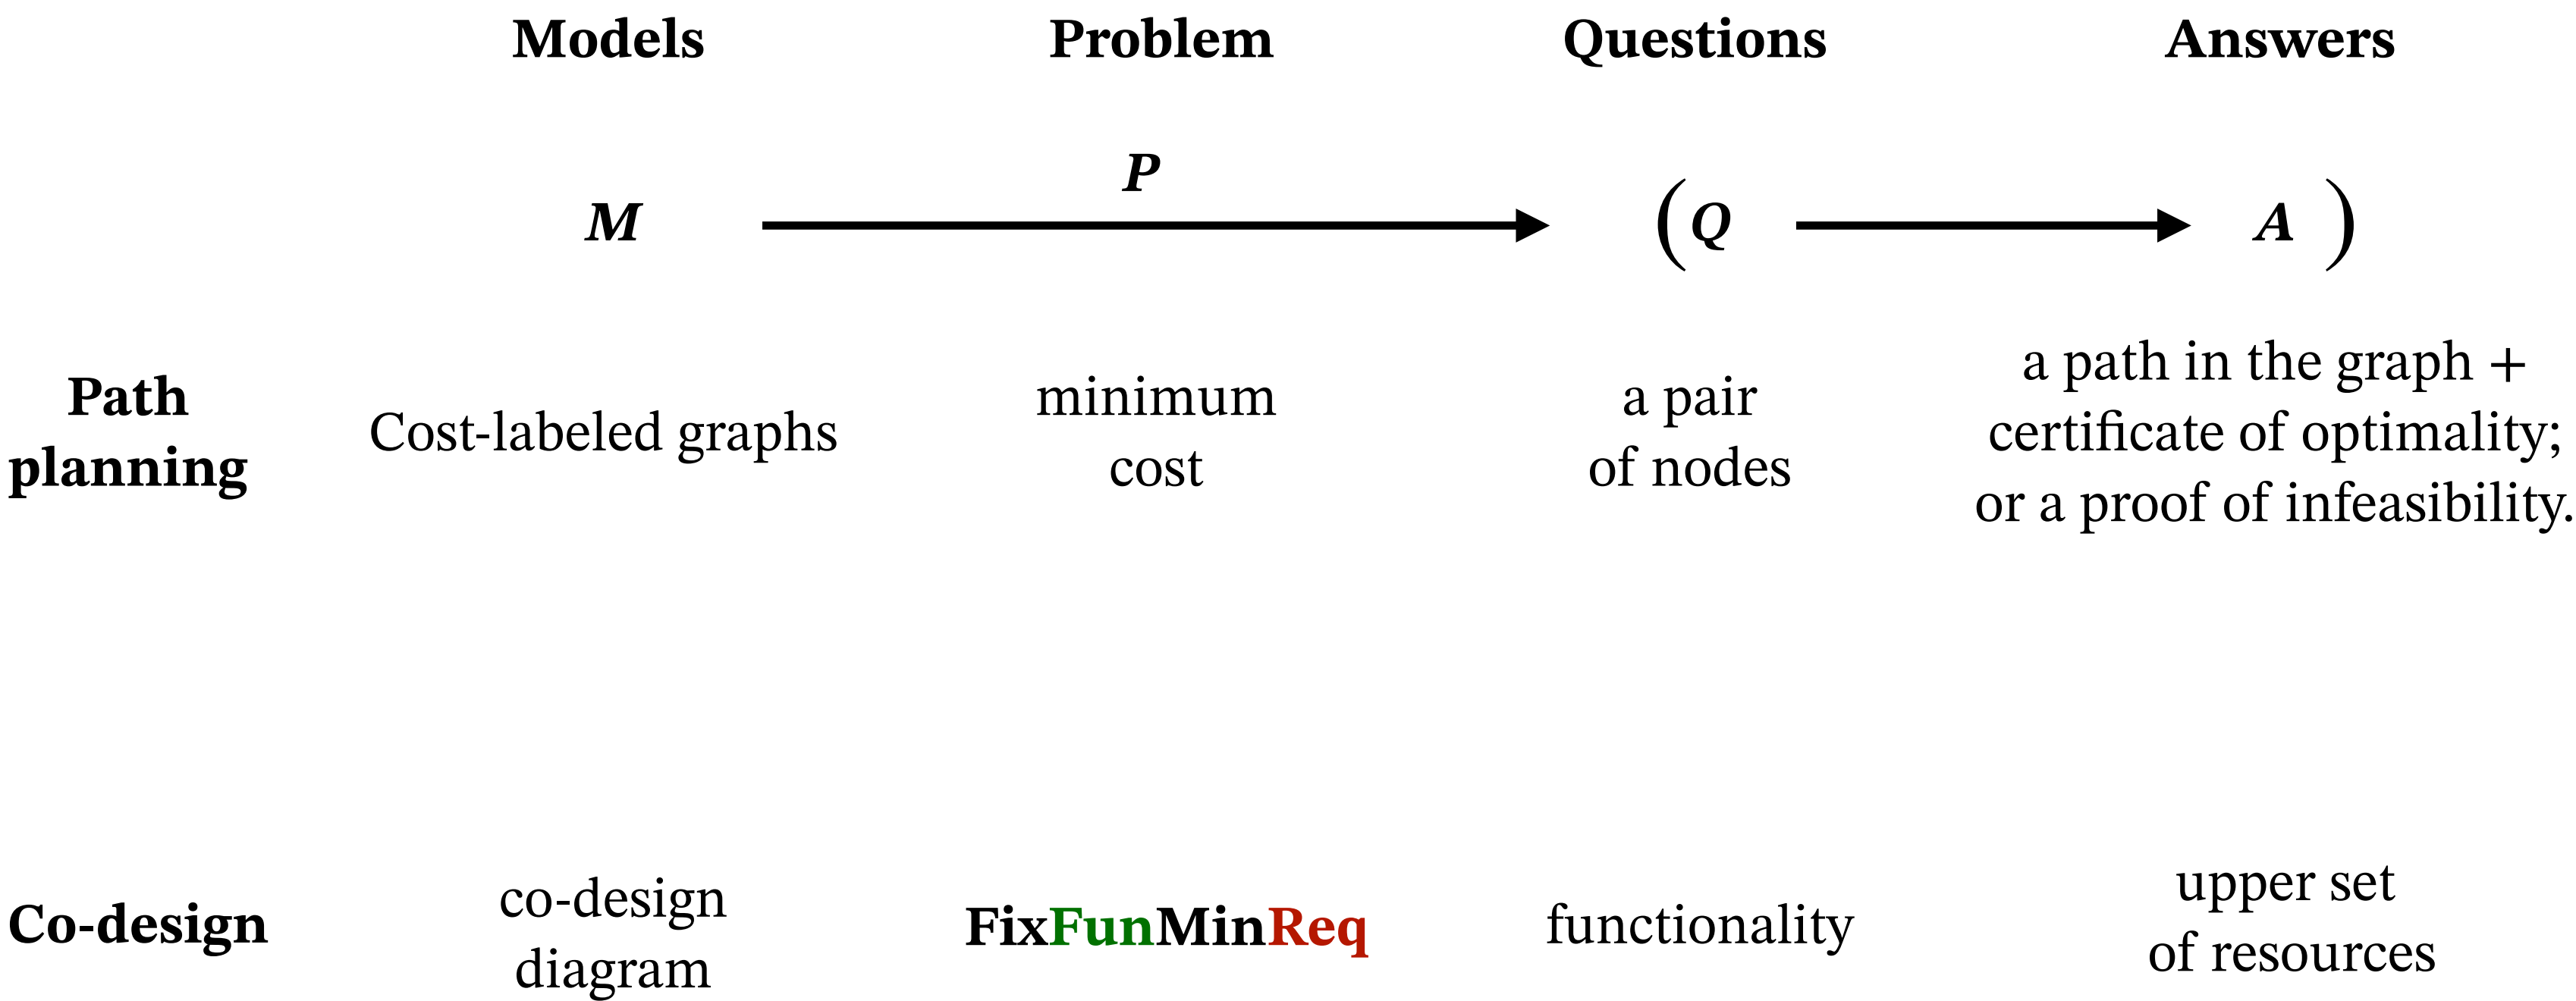 Models Problem Questions Answers
P
M (Q A )
Path planning
Cost-labeled graphs
minimum
cost
a pair
of nodes
a path in the graph +
certificate of optimality;
or a proof of infeasibility.
Co-design
co-design
diagram
FixFunMinReq
functionality
upper set
of resources